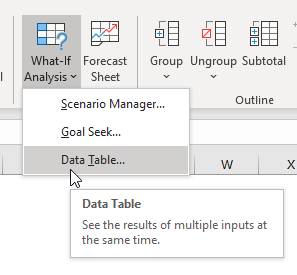 What-If
Analysis
Forecast
Sheet
Group
Ungroup
Subtotal
Outline
Scenario Manager...
Goal Seek...
Data Table...
W
X
Data Table
See the results of multiple inputs at
the same time.